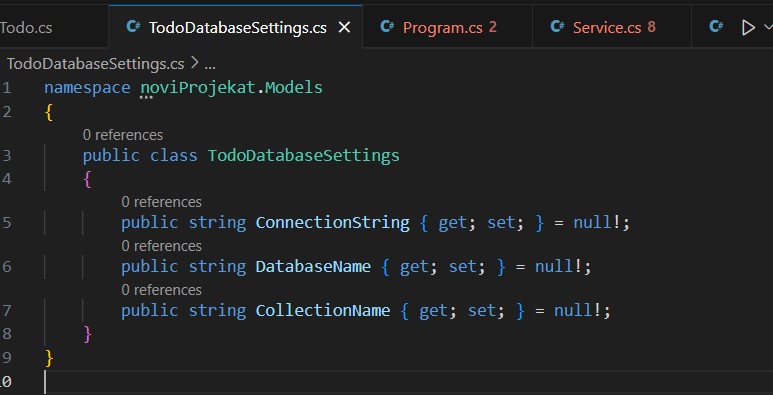 Todo.cs C# TodoDatabaseSettings.cs × C# Program.cs 2 C# Service.cs 8 C#
TodoDatabaseSettings.cs > ...
1 namespace noviProjekat.Models
2 {
0 references
3 public class TodoDatabaseSettings
4 {
0 references
5 public string ConnectionString { get; set; } = null!;
0 references
6 public string DatabaseName { get; set; } = null!;
0 references
7 public string CollectionName { get; set; } = null!;
8 }
9 }
10